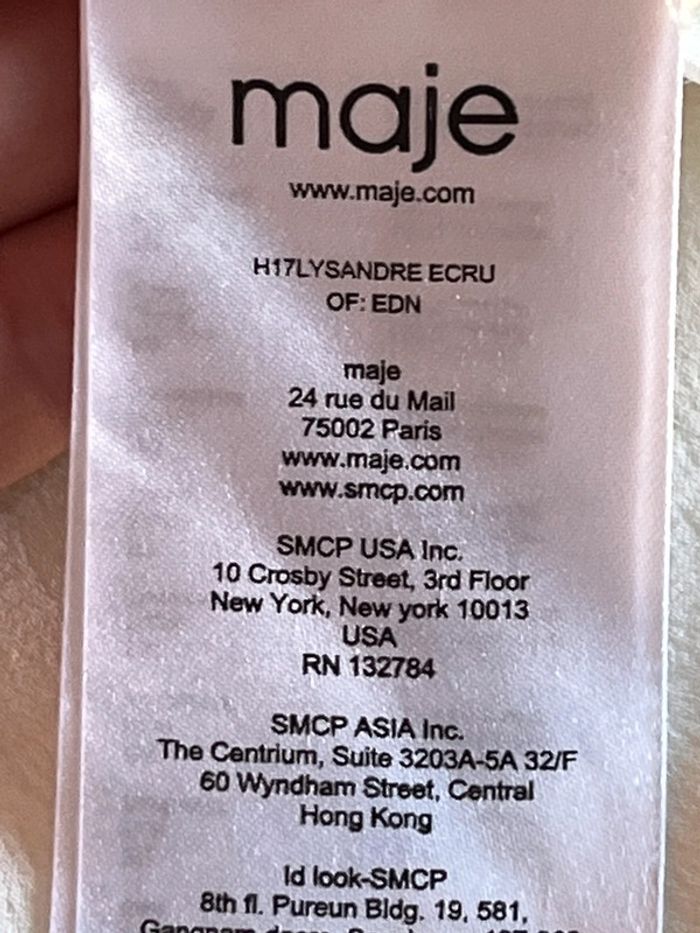 maje
www.maje.com
H17LYSANDRE ECRU
OF: EDN
maje
24 rue du Mail
75002 Paris
www.maje.com
www.smcp.com
SMCP USA Inc.
10 Crosby Street, 3rd Floor
New York, New york 10013
USA
RN 132784
SMCP ASIA Inc.
The Centrium, Suite 3203A-5A 32/F
60 Wyndham Street, Central
Hong Kong
Id look-SMCP
8th fl. Pureun Bldg. 19, 581,